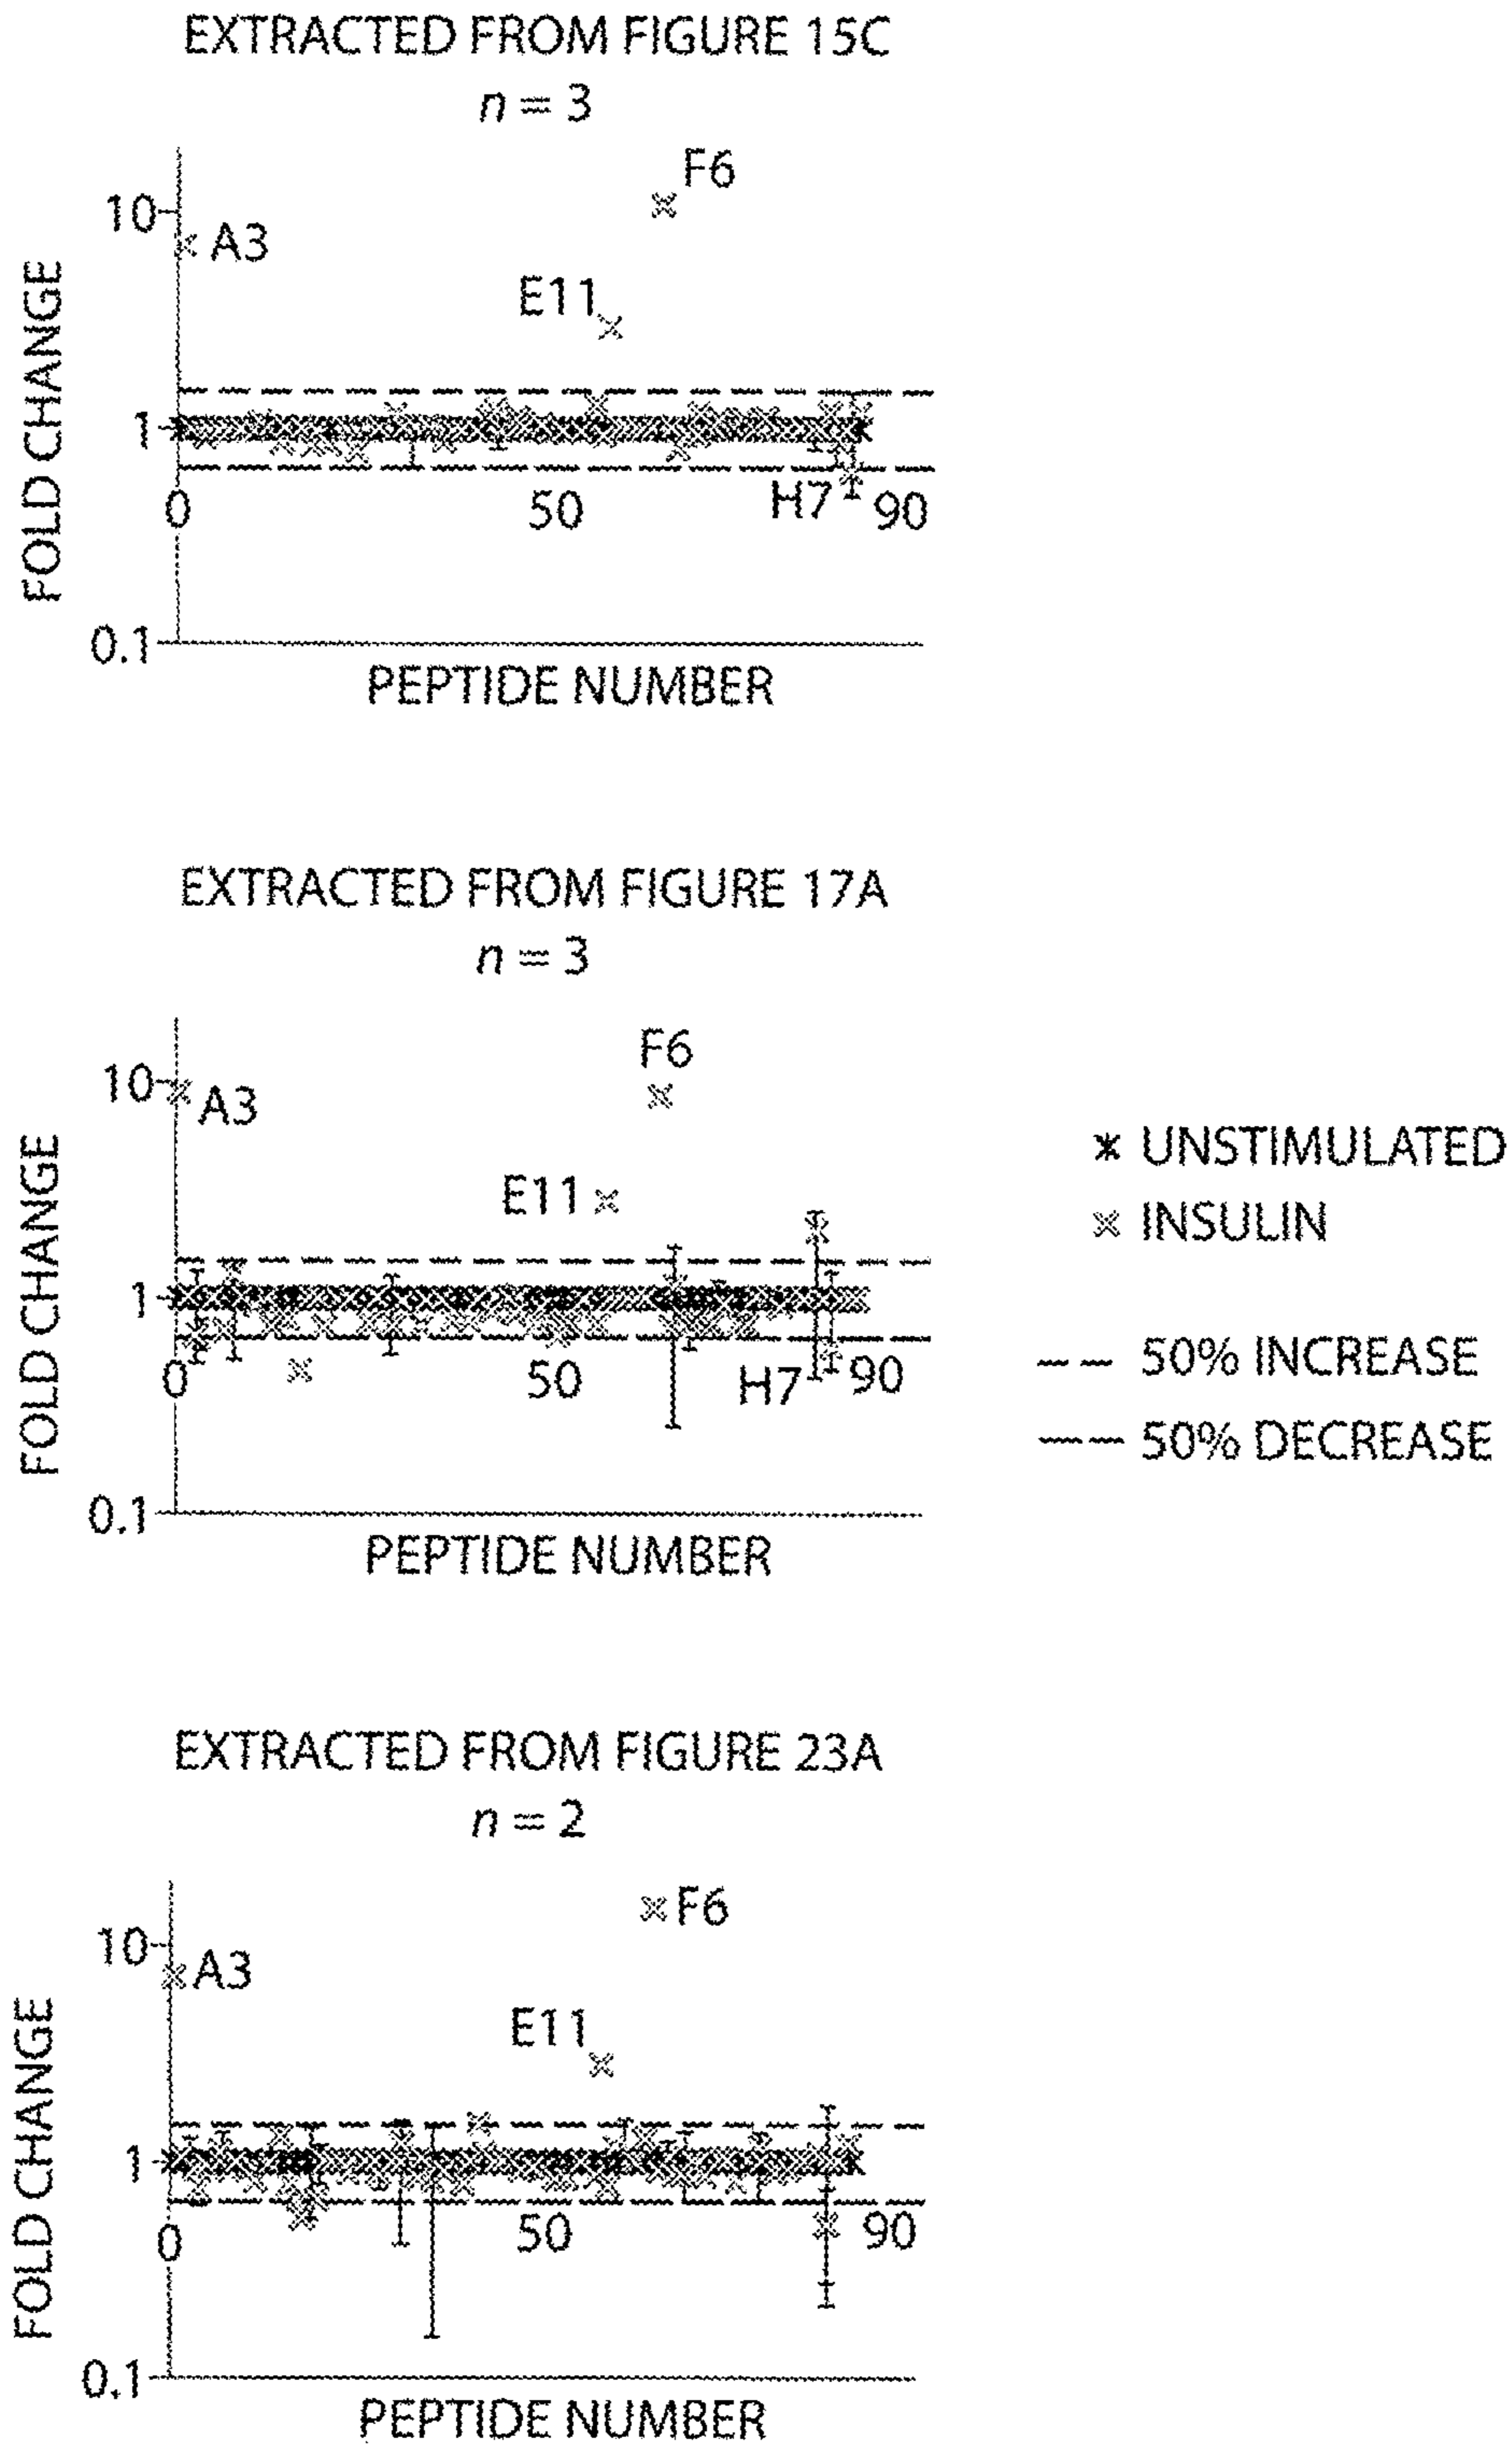 EXTRACTED FROM FIGURE 15C
n = 3
FOLD CHANGE
10
1
0.1
A3
F6
E11
H7
0
50
90
PEPTIDE NUMBER
EXTRACTED FROM FIGURE 17A
n = 3
FOLD CHANGE
10
1
0.1
A3
F6
E11
H7
0
50
90
PEPTIDE NUMBER
UNSTIMULATED
INSULIN
50% INCREASE
50% DECREASE
EXTRACTED FROM FIGURE 23A
n = 2
FOLD CHANGE
10
1
0.1
A3
F6
E11
0
50
90
PEPTIDE NUMBER